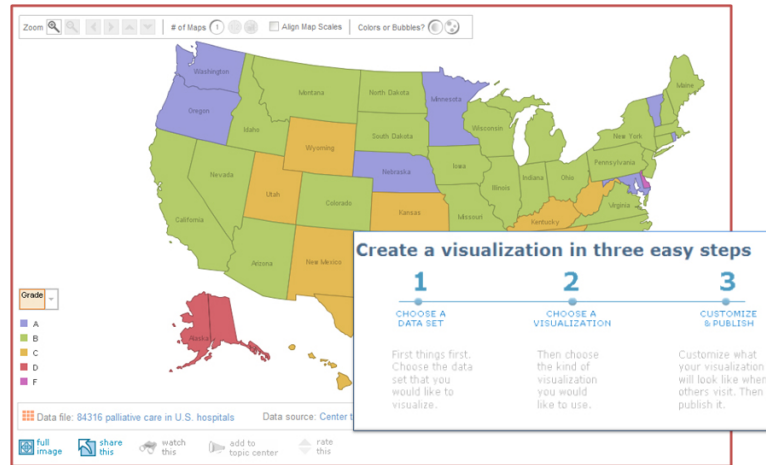 Zoom # of Maps 1 Align Map Scales Colors or Bubbles?
Washington
Oregon
Montana
Idaho
North Dakota
Minnesota
Maine
Wyoming
South Dakota
Wisconsin
New York
Nevada
Utah
Nebraska
Iowa
Illinois
Indiana
Ohio
Pennsylvania
California
Colorado
Kansas
Missouri
Kentucky
Virginia
Arizona
New Mexico
Alaska
Grade
A
B
C
D
F
Create a visualization in three easy steps
1 2 3
CHOOSE A
DATA SET
CHOOSE A
VISUALIZATION
CUSTOMIZE
& PUBLISH
First things first.
Choose the data
set that you
would like to
visualize.
Then choose
the kind of
visualization
you would
like to use.
Customize what
your visualization
will look like when
others visit. Then
publish it.
Data file: 84316 palliative care in U.S. hospitals Data source: Center
full
image
share
this
watch
this
add to
topic center
rate
this